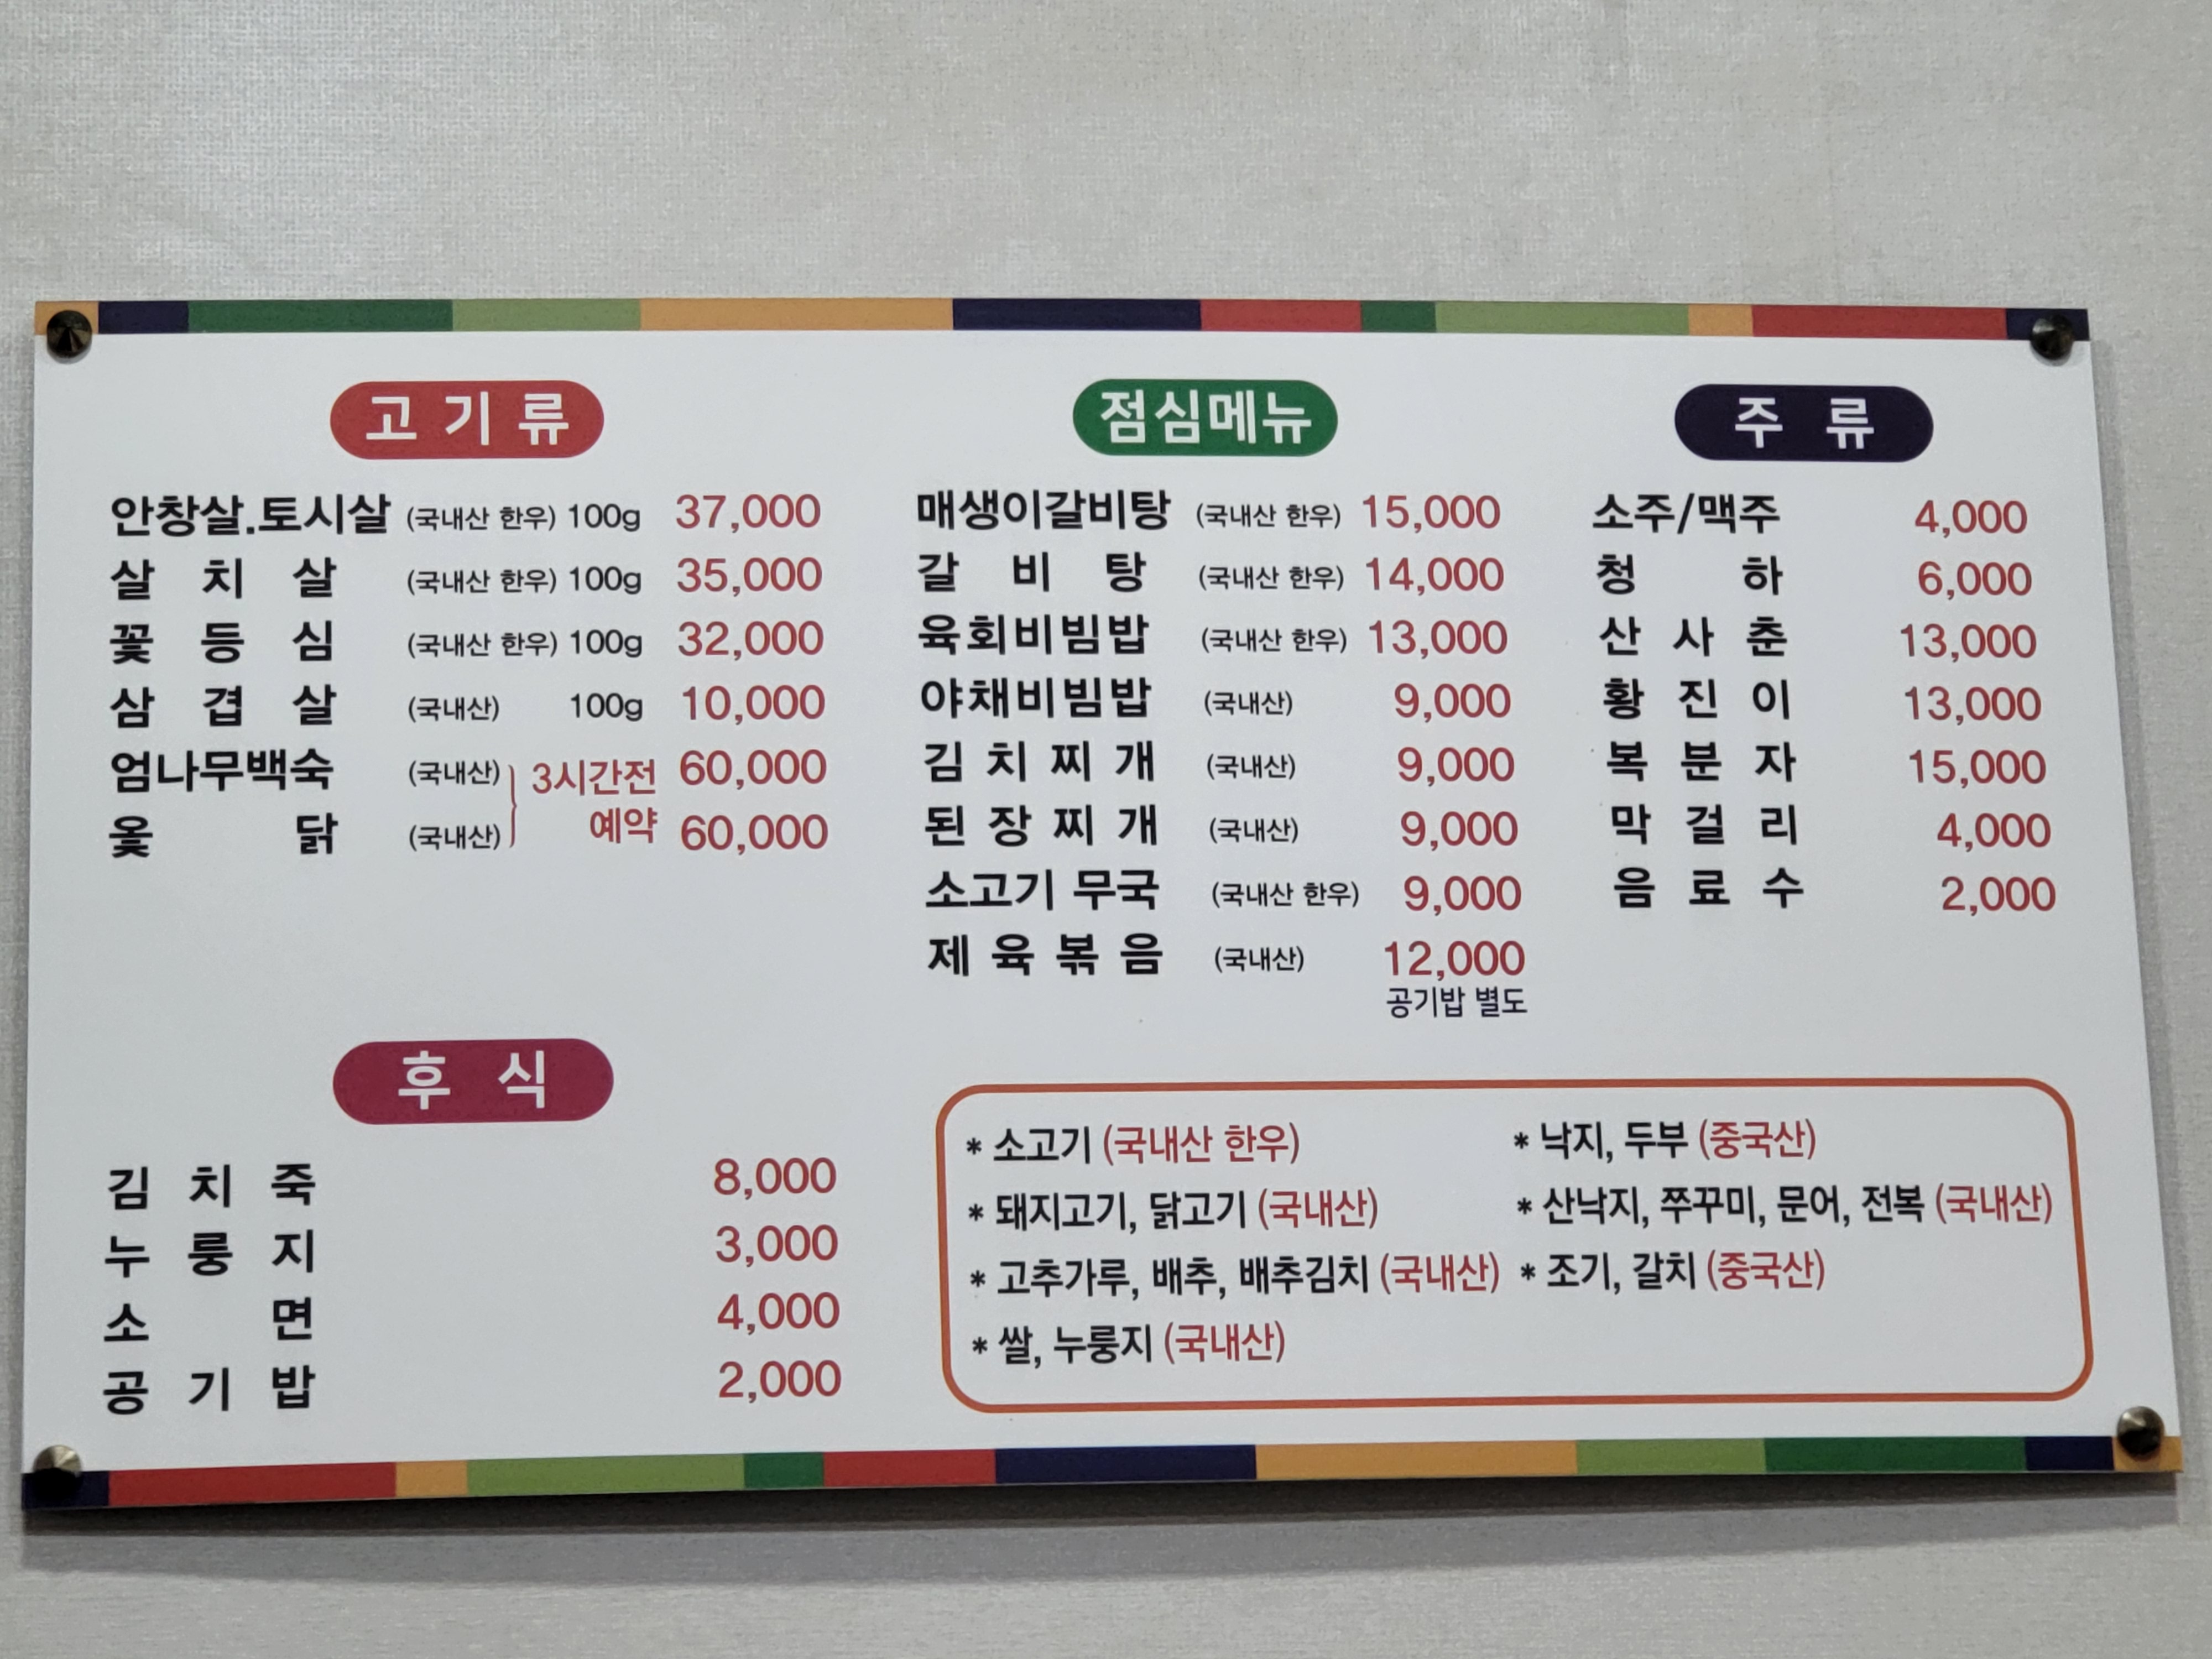 고기류
안창살.토시살 (국내산 한우) 100g 37,000
살치살 (국내산 한우) 100g 35,000
꽃등심 (국내산 한우) 100g 32,000
삼겹살 (국내산) 100g 10,000
엄나무백숙 (국내산) 3시간전 60,000
옻닭 (국내산) 예약 60,000
후식
김치죽 8,000
누룽지 3,000
소면 4,000
공기밥 2,000
점심메뉴
매생이갈비탕 (국내산 한우) 15,000
갈비탕 (국내산 한우) 14,000
육회비빔밥 (국내산 한우) 13,000
야채비빔밥 (국내산) 9,000
김치찌개 (국내산) 9,000
된장찌개 (국내산) 9,000
소고기 무국 (국내산 한우) 9,000
제육볶음 (국내산) 12,000
공기밥 별도
주류
소주/맥주 4,000
청하 6,000
산사춘 13,000
황진이 13,000
복분자 15,000
막걸리 4,000
음료수 2,000
* 소고기 (국내산 한우)
* 돼지고기, 닭고기 (국내산)
* 고추가루, 배추, 배추김치 (국내산)
* 쌀, 누룽지 (국내산)
* 낙지, 두부 (중국산)
* 산낙지, 쭈꾸미, 문어, 전복 (국내산)
* 조기, 갈치 (중국산)